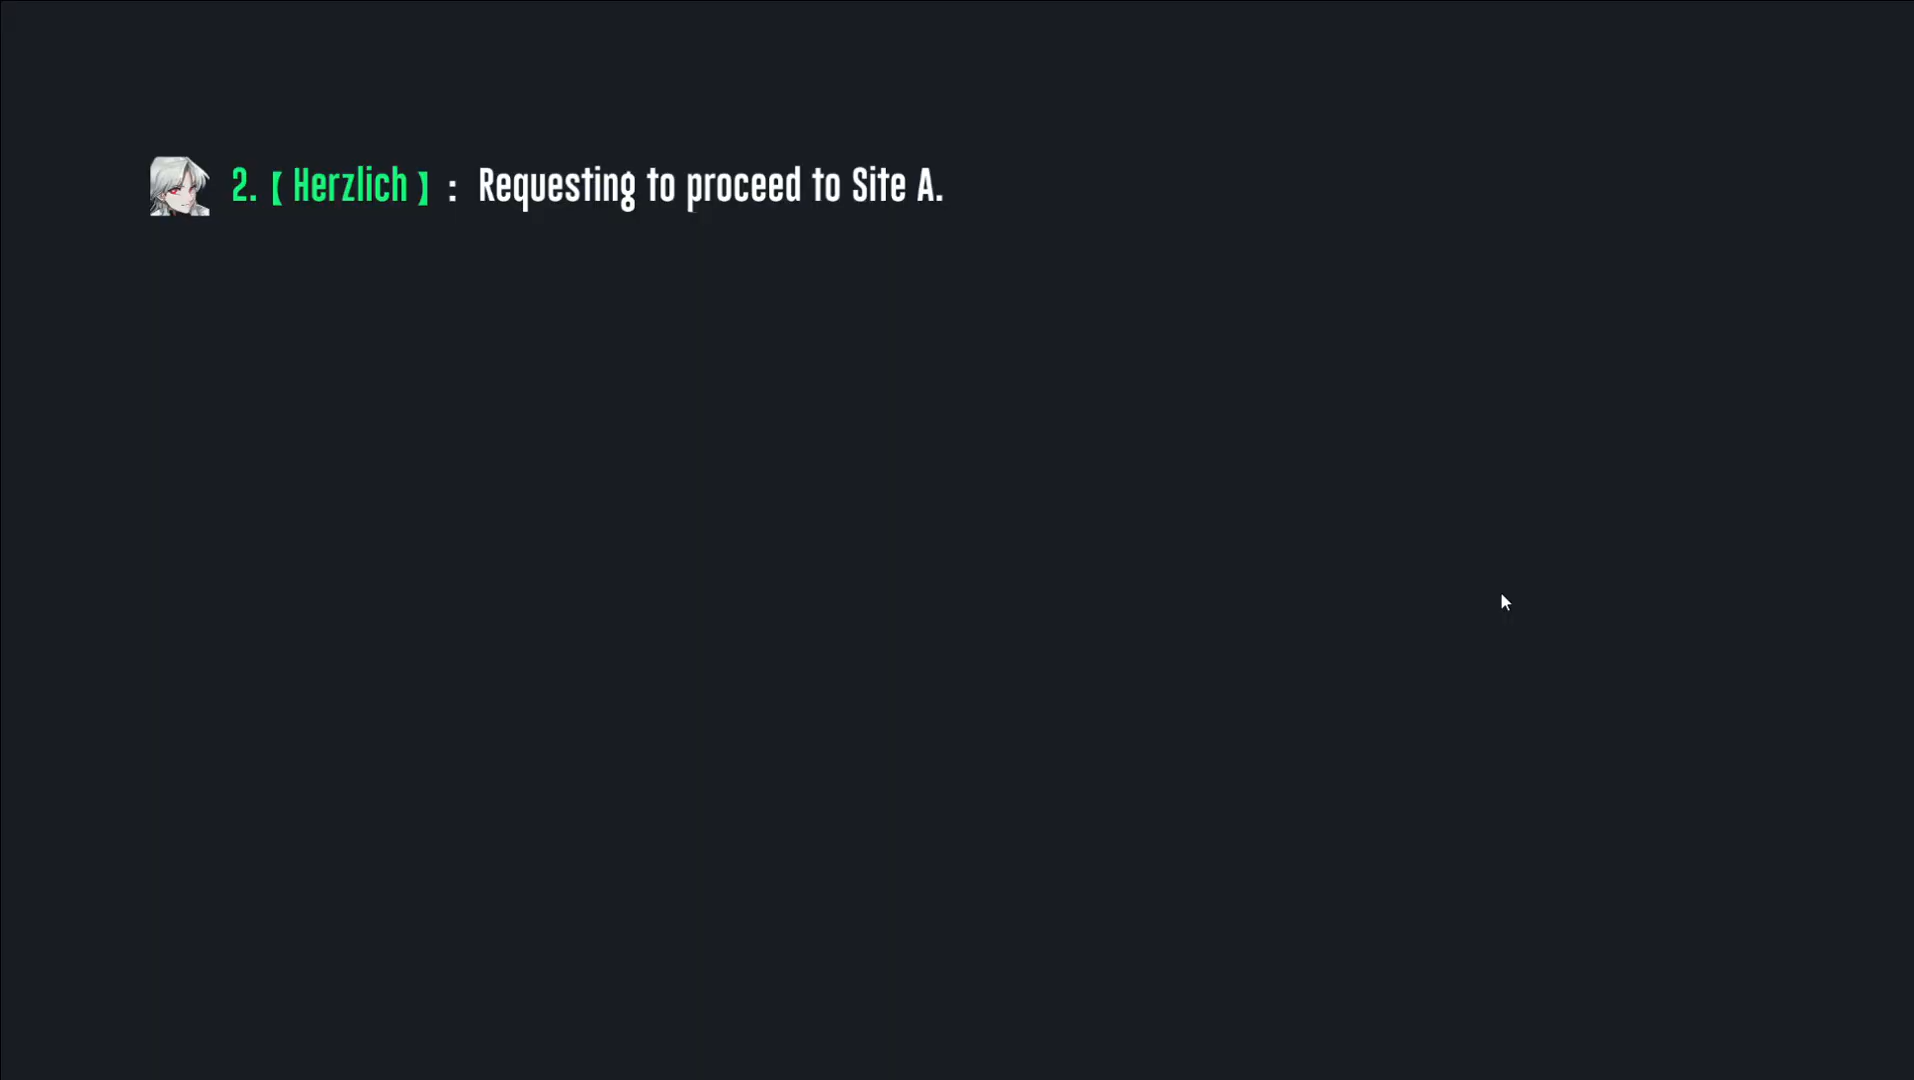 2.【Herzlich】: Requesting to proceed to Site A.